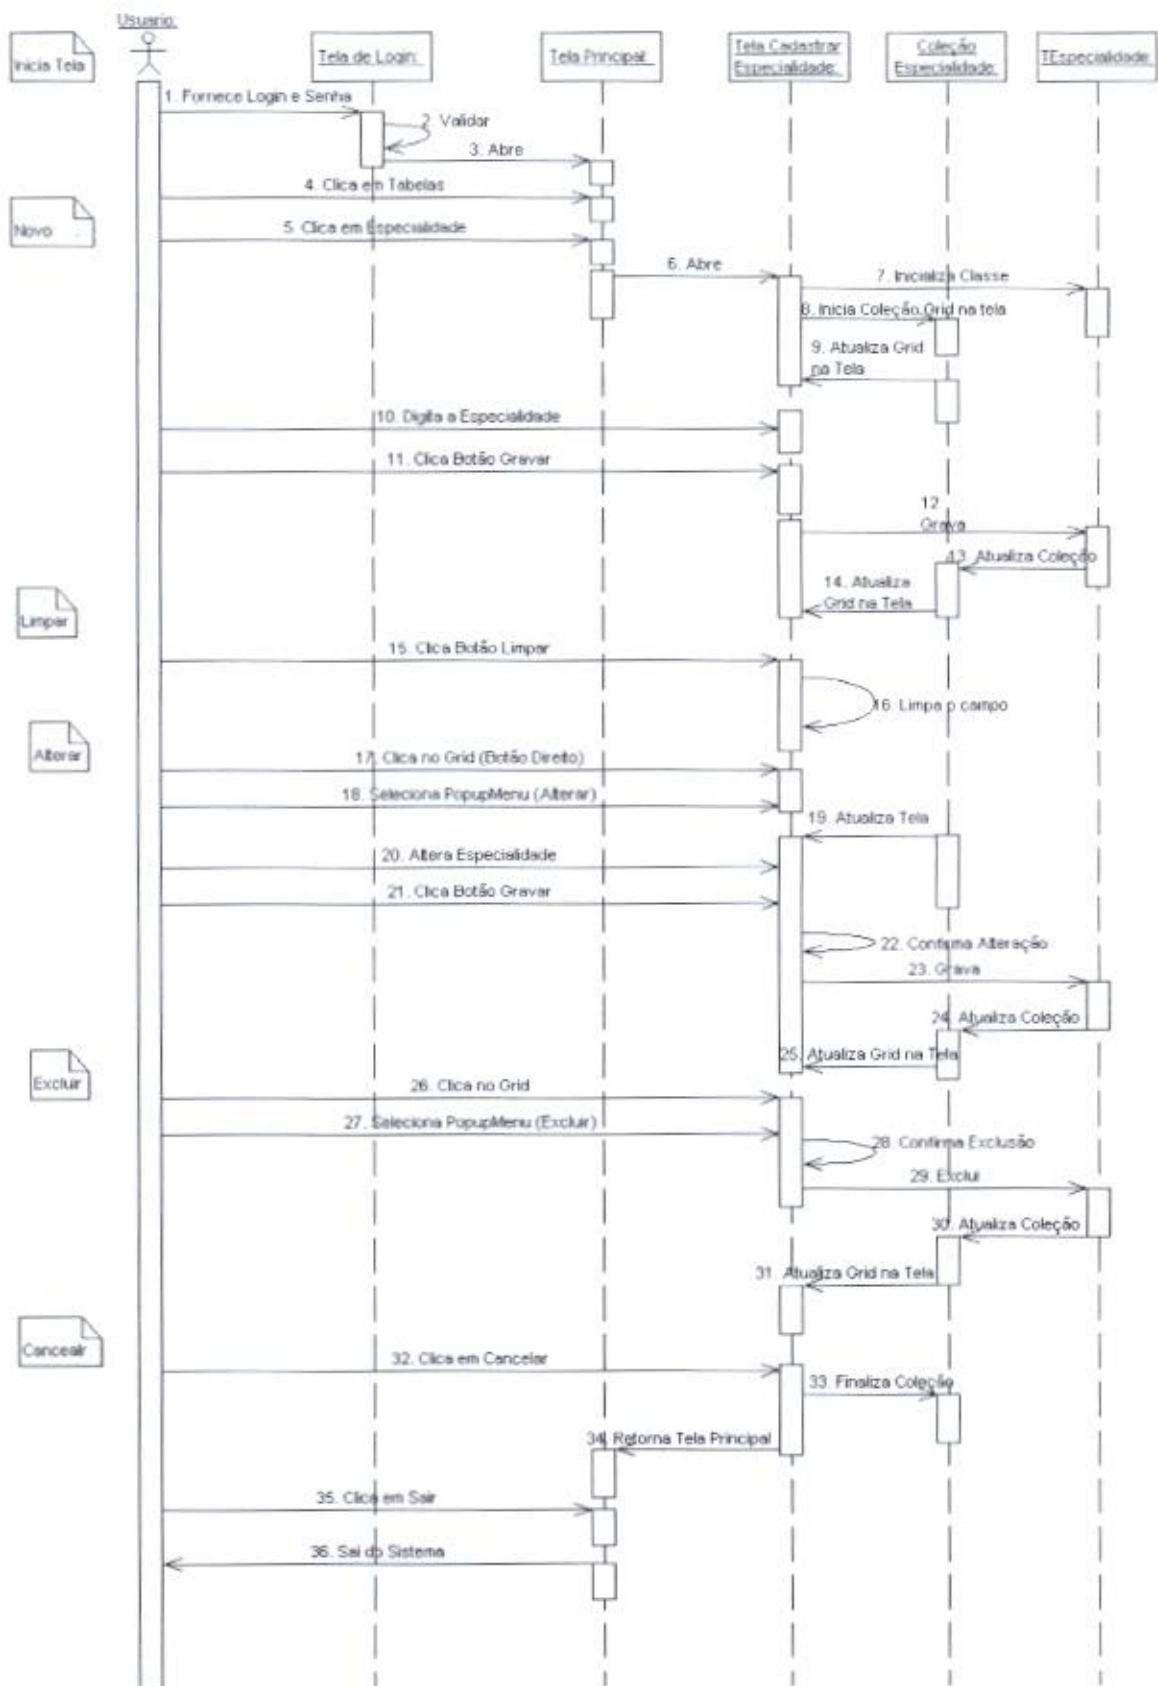 Usuario:
Inicia Tela
Tela de Login:
Tela Principal:
Tela Cadastrar
Especialidade:
Coleção
Especialidade:
TEspecialidade:
1. Fornece Login e Senha
2. Validar
3. Abre
4. Clica em Tabelas
Novo
5. Clica em Especialidade
6. Abre
7. Inicializa Classe
8. Inicia Coleção Grid na tela
9. Atualiza Grid
na Tela
10. Digita a Especialidade
11. Clica Botão Gravar
12.
Grava
13. Atualiza Coleção
14. Atualiza
Grid na Tela
Limpar
15. Clica Botão Limpar
16. Limpa o campo
Alterar
17. Clica no Grid (Botão Direito)
18. Seleciona PopupMenu (Alterar)
19. Atualiza Tela
20. Altera Especialidade
21. Clica Botão Gravar
22. Confirma Alteração
23. Grava
24. Atualiza Coleção
25. Atualiza Grid na Tela
Excluir
26. Clica no Grid
27. Seleciona PopupMenu (Excluir)
28. Confirma Exclusão
29. Exclui
30. Atualiza Coleção
31. Atualiza Grid na Tela
Cancealr
32. Clica em Cancelar
33. Finaliza Coleção
34. Retorna Tela Principal
35. Clica em Sair
36. Sai do Sistema